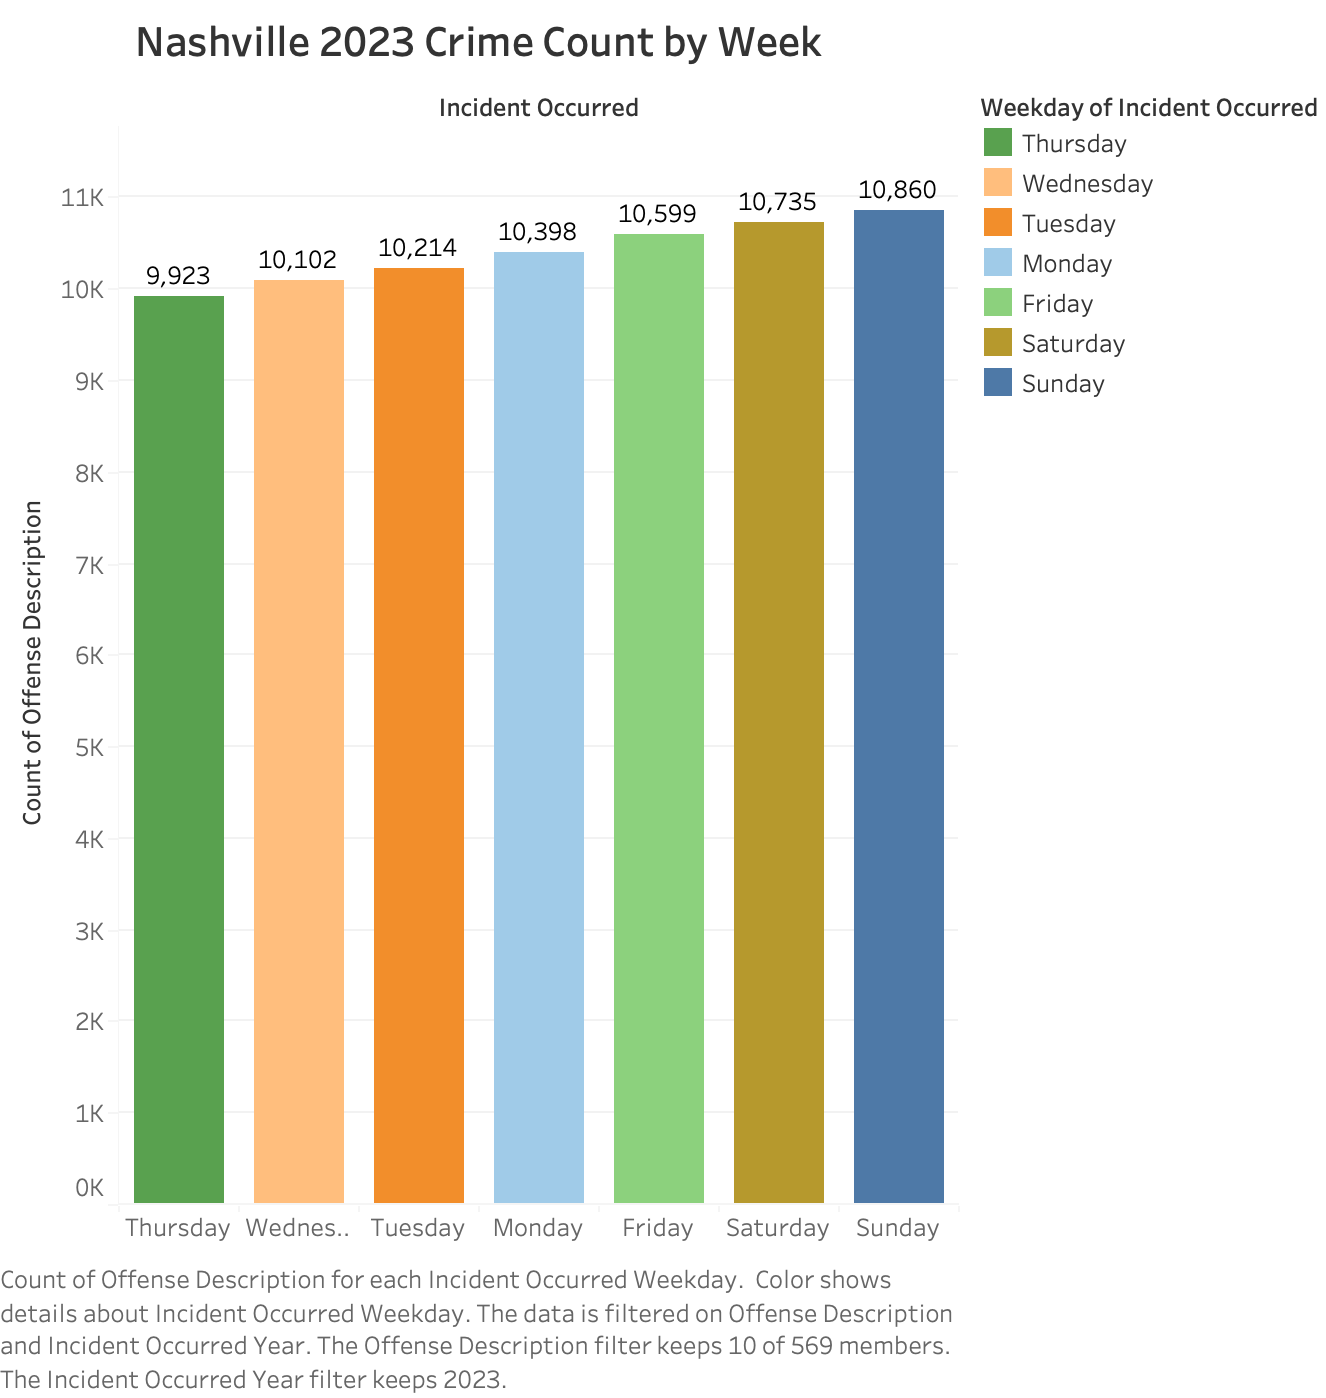 Nashville 2023 Crime Count by Week
Incident Occurred
Weekday of Incident Occurred
Thursday
Wednesday
Tuesday
Monday
Friday
Saturday
Sunday
Count of Offense Description
11K
10K
9K
8K
7K
6K
5K
4K
3K
2K
1K
0K
9,923
10,102
10,214
10,398
10,599
10,735
10,860
Thursday
Wednes..
Tuesday
Monday
Friday
Saturday
Sunday
Count of Offense Description for each Incident Occurred Weekday.  Color shows
details about Incident Occurred Weekday. The data is filtered on Offense Description
and Incident Occurred Year. The Offense Description filter keeps 10 of 569 members.
The Incident Occurred Year filter keeps 2023.